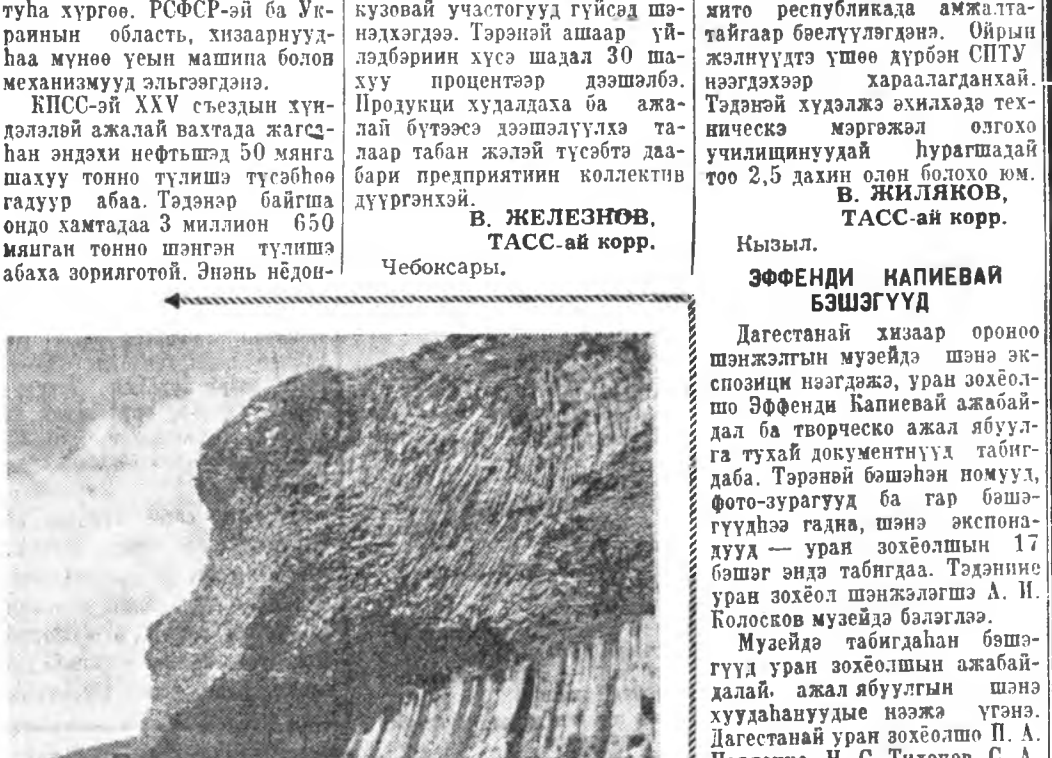 туһа хүргөө. РСФСР-эй ба Ук-
раинын область, хизаарнууд-
һаа мүнөө үеын машина болон
механизмууд эльгээгдэнэ.
КПСС-эй XXV съездын хүн-
дэлэлэй ажалай вахтада жагса-
һан эндэхи нефтьшэд 50 мянга
шахуу тонно түлишэ түсэбһөө
гадуур абаа. Тэдэнэр байгша
ондо хамтадаа 3 миллион 650
мянган тонно шэнгэн түлишэ
абаха зорилготой. Энэнь нёдон-
кузовай участогууд гүйсэд шэ-
нэдхэгдээ. Тэрэнэй ашаар үй-
лэдбэриин хүсэ шадал 30 ша-
хуу процентээр дээшэлбэ.
Продукци худалдаха ба ажа-
лай бүтээсэ дээшэлүүлхэ та-
лаар табан жэлэй түсэбтэ даа-
бари предприятиин коллектив
дүүргэнхэй.
В. ЖЕЛЕЗНОВ,
ТАСС-ай корр.
Чебоксары.
мито республикада амжалта-
тайгаар бэелүүлэгдэнэ. Ойрын
жэлнүүдтэ үшөө дүрбэн СПТУ
нээгдэхээр хараалагданхай.
Тэдэнэй хүдэлжэ эхилхэдэ тех-
ническэ мэргэжэл олгохо
училищинуудай һурагшадай
тоо 2,5 дахин олон болохо юм.
В. ЖИЛЯКОВ,
ТАСС-ай корр.
Кызыл.
ЭФФЕНДИ КАПИЕВАЙ
БЭШЭГҮҮД
Дагестанай хизаар ороноо
шэнжэлгын музейдэ шэнэ эк-
спозици нээгдэжэ, уран зохёол-
шо Эффенди Капиевай ажабай-
дал ба творческо ажал ябуул-
га тухай документнүүд табиг-
даба. Тэрэнэй бэшэһэн номууд,
фото-зурагууд ба гар бэшэ-
гүүдһээ гадна, шэнэ экспона-
дууд — уран зохёолшын 17
бэшэг эндэ табигдаа. Тэдэниие
уран зохёол шэнжэлэгшэ А. И.
Колосков музейдэ бэлэглээ.
Музейдэ табигдаһан бэшэ-
гүүд уран зохёолшын ажабай-
далай, ажал ябуулгын шэнэ
хуудаһануудые нээжэ үгэнэ.
Дагестанай уран зохёолшо П. А.
Н. С. Тихонов, С. А.